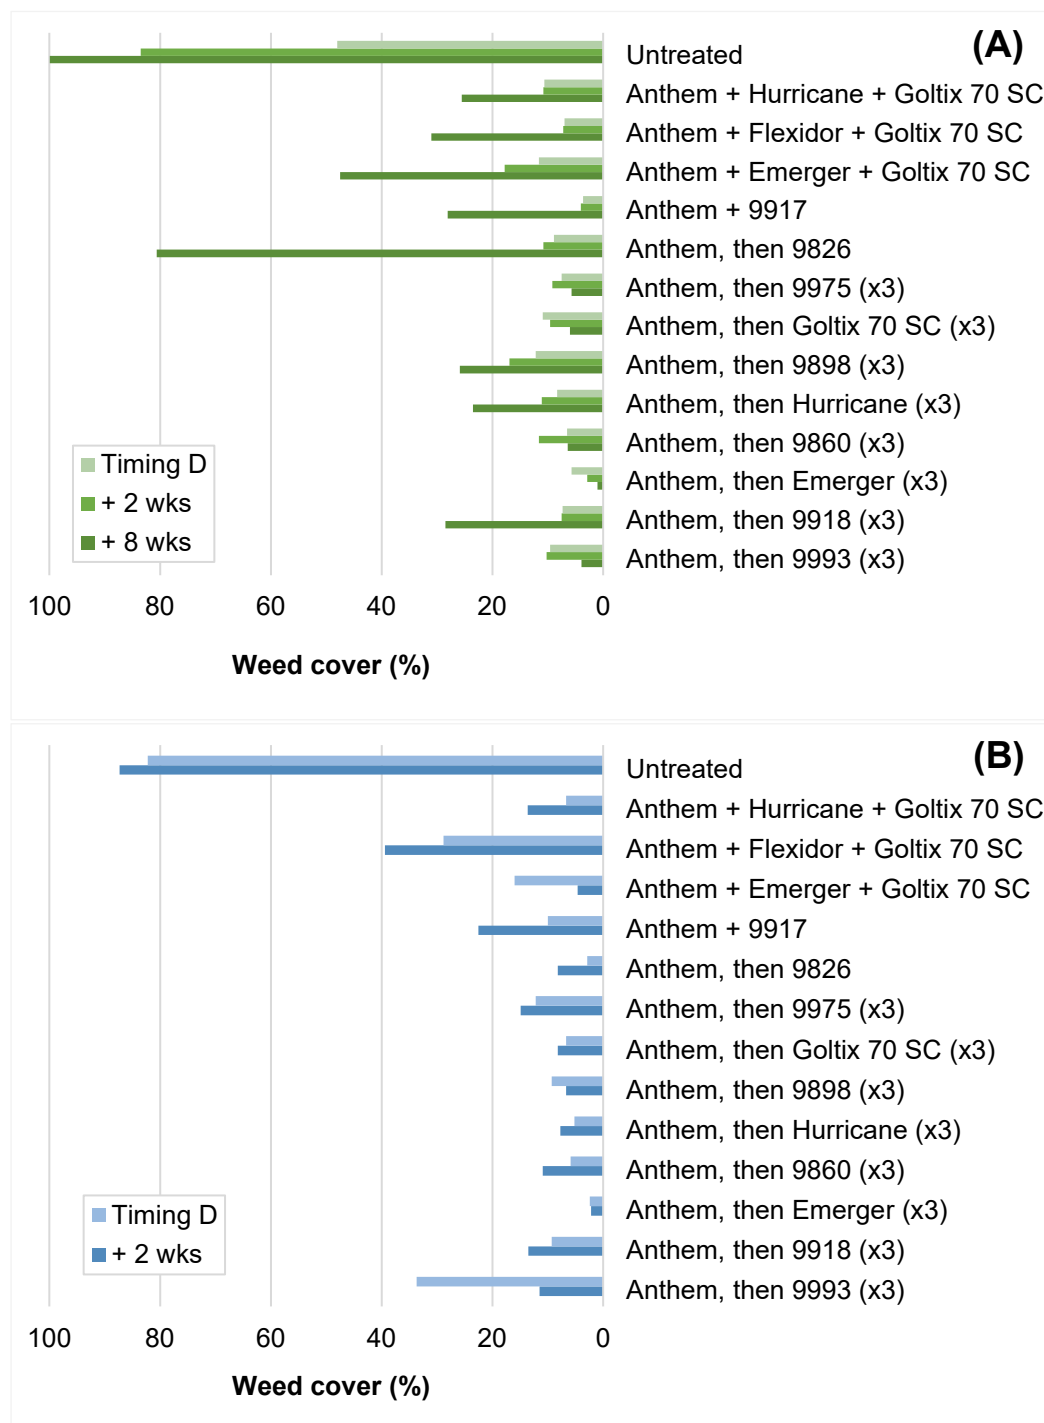 (A)
Untreated
Anthem + Hurricane + Goltix 70 SC
Anthem + Flexidor + Goltix 70 SC
Anthem + Emerger + Goltix 70 SC
Anthem + 9917
Anthem, then 9826
Anthem, then 9975 (x3)
Anthem, then Goltix 70 SC (x3)
Anthem, then 9898 (x3)
Anthem, then Hurricane (x3)
Anthem, then 9860 (x3)
Anthem, then Emerger (x3)
Anthem, then 9918 (x3)
Anthem, then 9993 (x3)
Timing D
+ 2 wks
+ 8 wks
100 80 60 40 20 0
Weed cover (%)
(B)
Untreated
Anthem + Hurricane + Goltix 70 SC
Anthem + Flexidor + Goltix 70 SC
Anthem + Emerger + Goltix 70 SC
Anthem + 9917
Anthem, then 9826
Anthem, then 9975 (x3)
Anthem, then Goltix 70 SC (x3)
Anthem, then 9898 (x3)
Anthem, then Hurricane (x3)
Anthem, then 9860 (x3)
Anthem, then Emerger (x3)
Anthem, then 9918 (x3)
Anthem, then 9993 (x3)
Timing D
+ 2 wks
100 80 60 40 20 0
Weed cover (%)